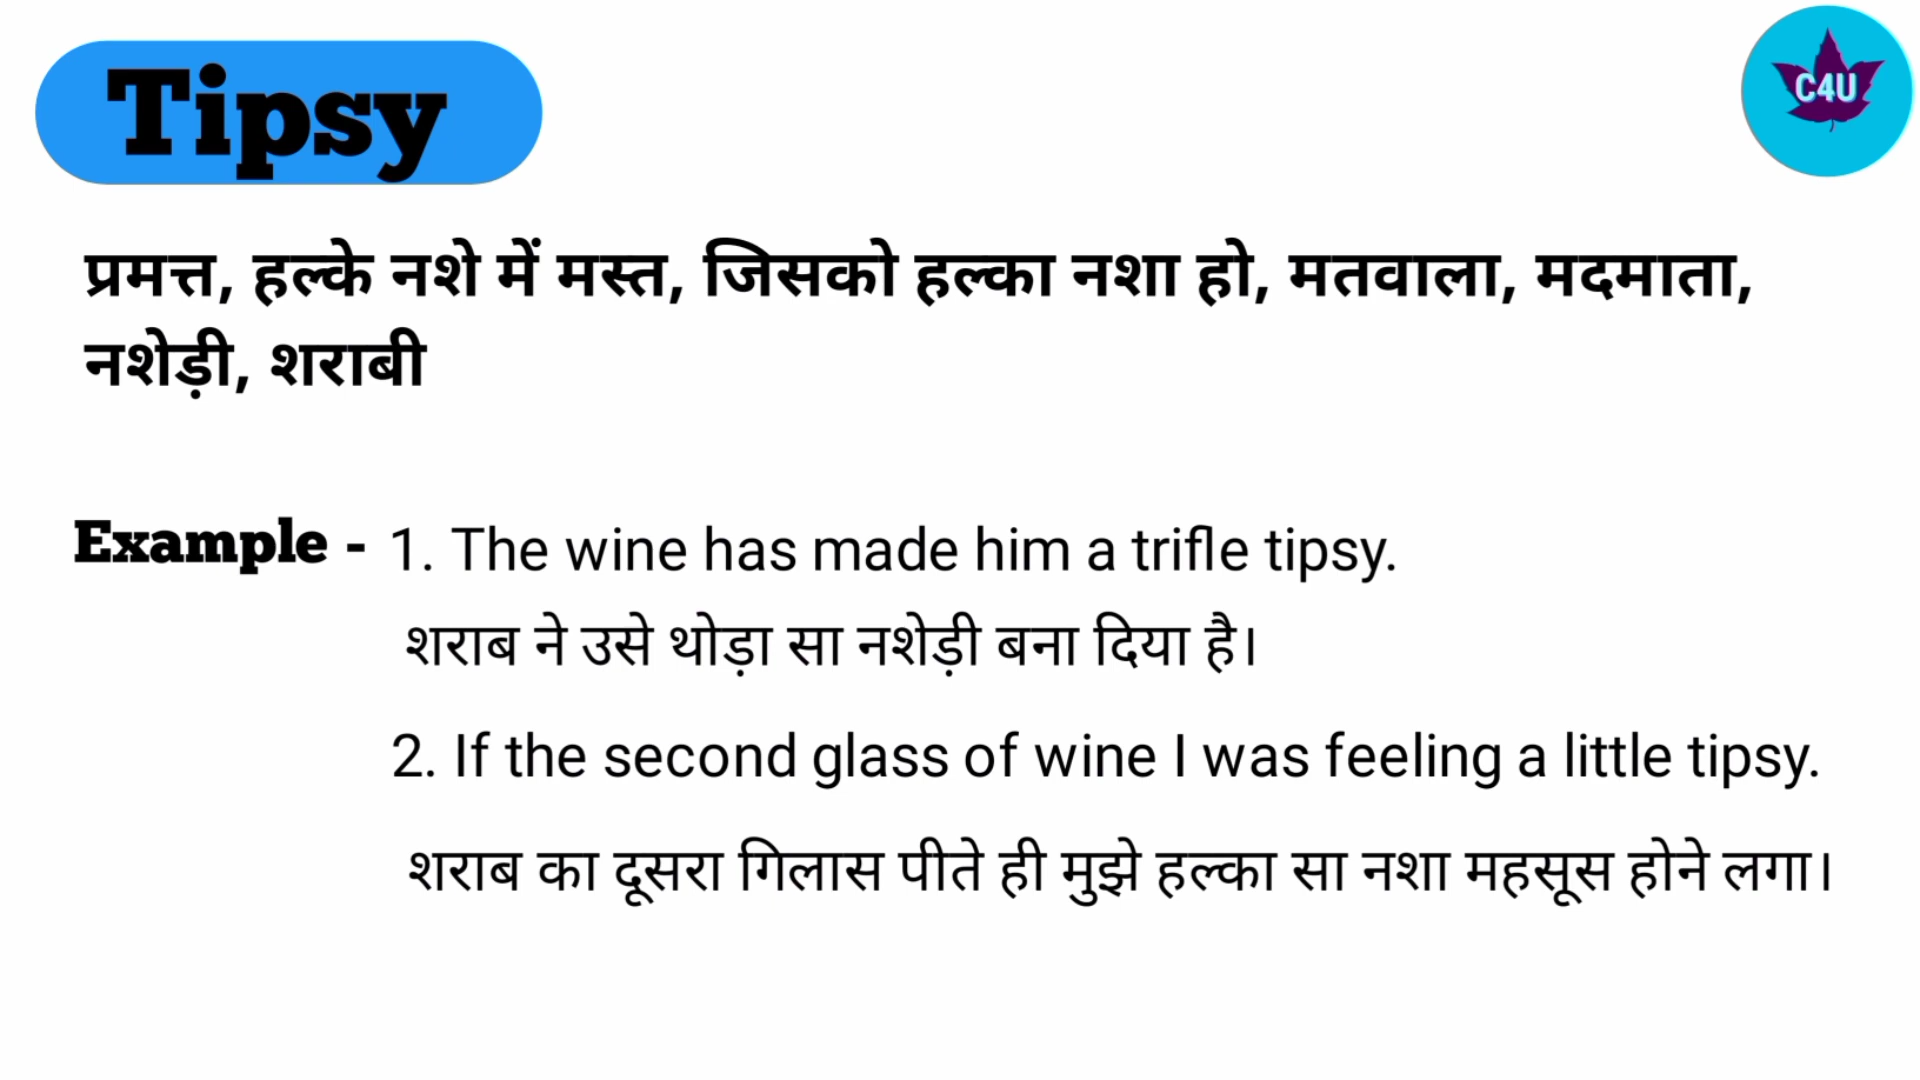 Tipsy
C4U
प्रमत्त, हल्के नशे में मस्त, जिसको हल्का नशा हो, मतवाला, मदमाता,
नशेड़ी, शराबी
Example - 1. The wine has made him a trifle tipsy.
शराब ने उसे थोड़ा सा नशेड़ी बना दिया है।
2. If the second glass of wine I was feeling a little tipsy.
शराब का दूसरा गिलास पीते ही मुझे हल्का सा नशा महसूस होने लगा।